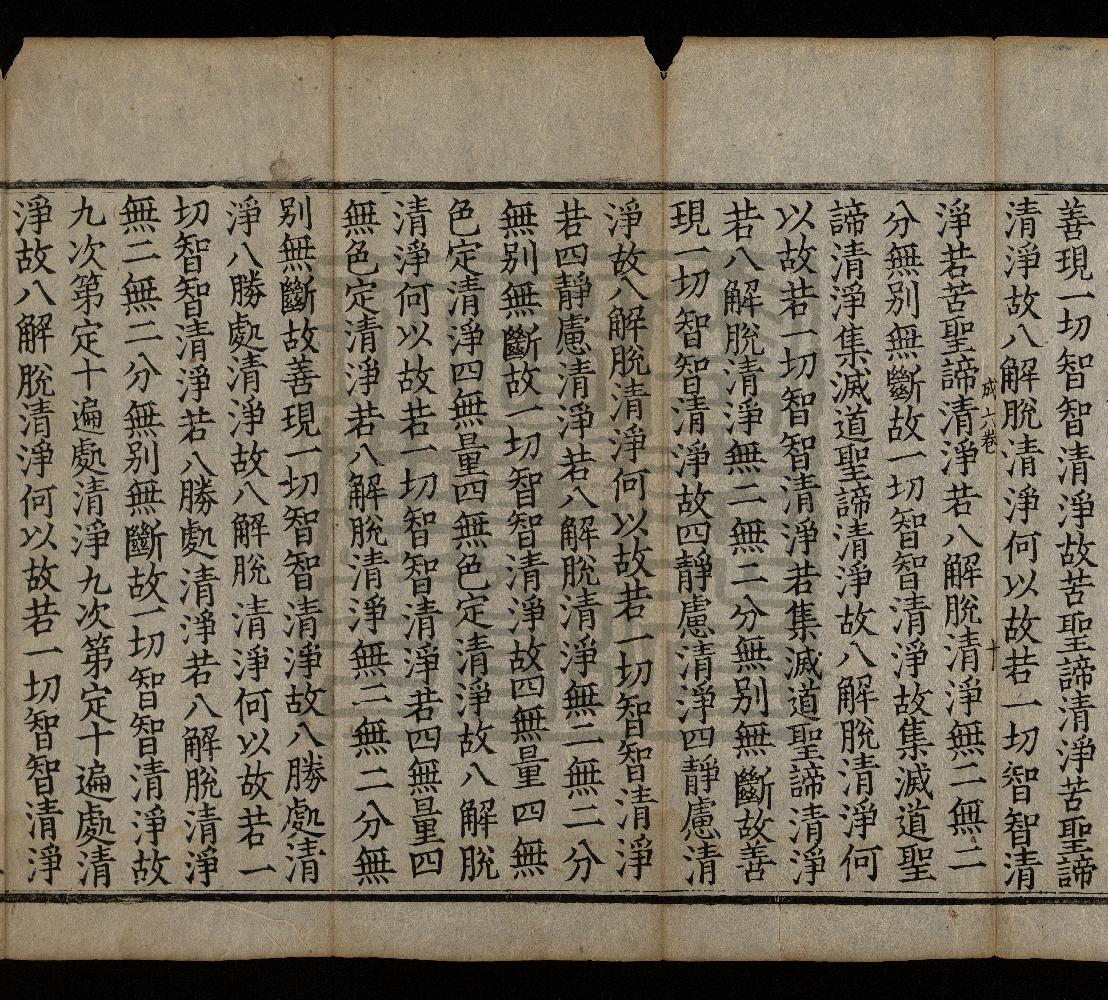 善現一切智智清淨故苦聖諦清淨苦聖諦
清淨故八解脫清淨何以故若一切智智清
成六卷
十
淨若苦聖諦清淨若八解脫清淨無二無二
分無别無斷故一切智智清淨故集滅道聖
諦清淨集滅道聖諦清淨故八解脫清淨何
以故若一切智智清淨若集滅道聖諦清淨
若八解脫清淨無二無二分無别無斷故善
現一切智智清淨故四靜慮清淨四靜慮清
淨故八解脫清淨何以故若一切智智清淨
若四靜慮清淨若八解脫清淨無二無二分
無别無斷故一切智智清淨故四無量四無
色定清淨四無量四無色定清淨故八解脫
清淨何以故若一切智智清淨若四無量四
無色定清淨若八解脫清淨無二無二分無
别無斷故善現一切智智清淨故八勝處清
淨八勝處清淨故八解脫清淨何以故若一
切智智清淨若八勝處清淨若八解脫清淨
無二無二分無别無斷故一切智智清淨故
九次第定十遍處清淨九次第定十遍處清
淨故八解脫清淨何以故若一切智智清淨